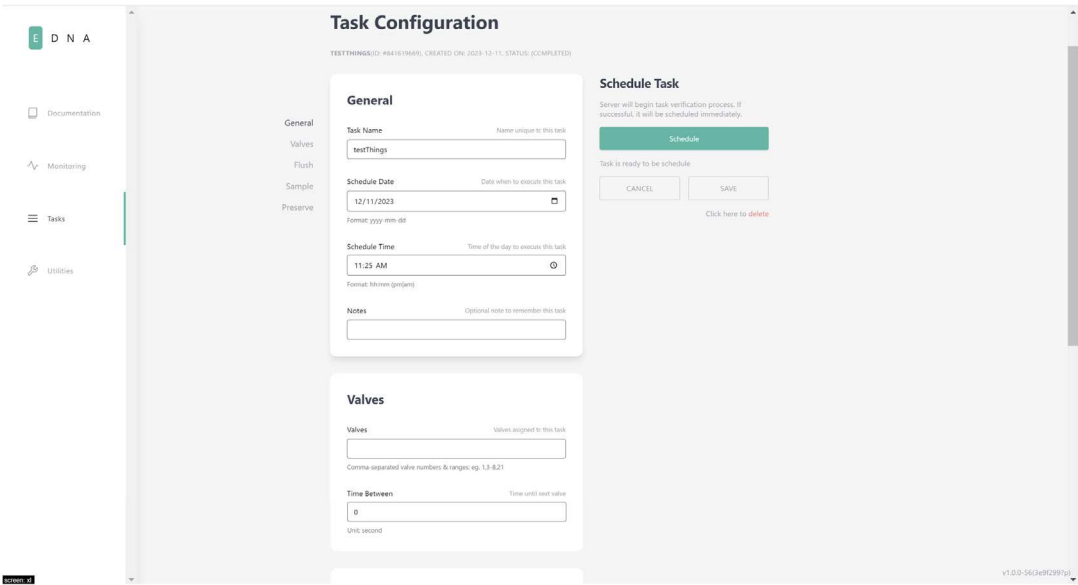 E D N A
Documentation
Monitoring
Tasks
Utilities
Task Configuration
TESTTHINGS(ID: #841619669), CREATED ON: 2023-12-11, STATUS: (COMPLETED)
General
Valves
Flush
Sample
Preserve
General
Task Name Name unique to this task
testThings
Schedule Date Date when to execute this task
12/11/2023
Format: yyyy-mm-dd
Schedule Time Time of the day to execute this task
11:25 AM
Format: hh:mm (pm|am)
Notes Optional note to remember this task
Valves
Valves Valves asigned to this task
Comma-separated valve numbers & ranges: eg. 1,3-8,21
Time Between Time until next valve
0
Unit: second
Schedule Task
Server will begin task verification process. If
successful, it will be scheduled immediately.
Schedule
Task is ready to be schedule
CANCEL SAVE
Click here to delete
screen: xl